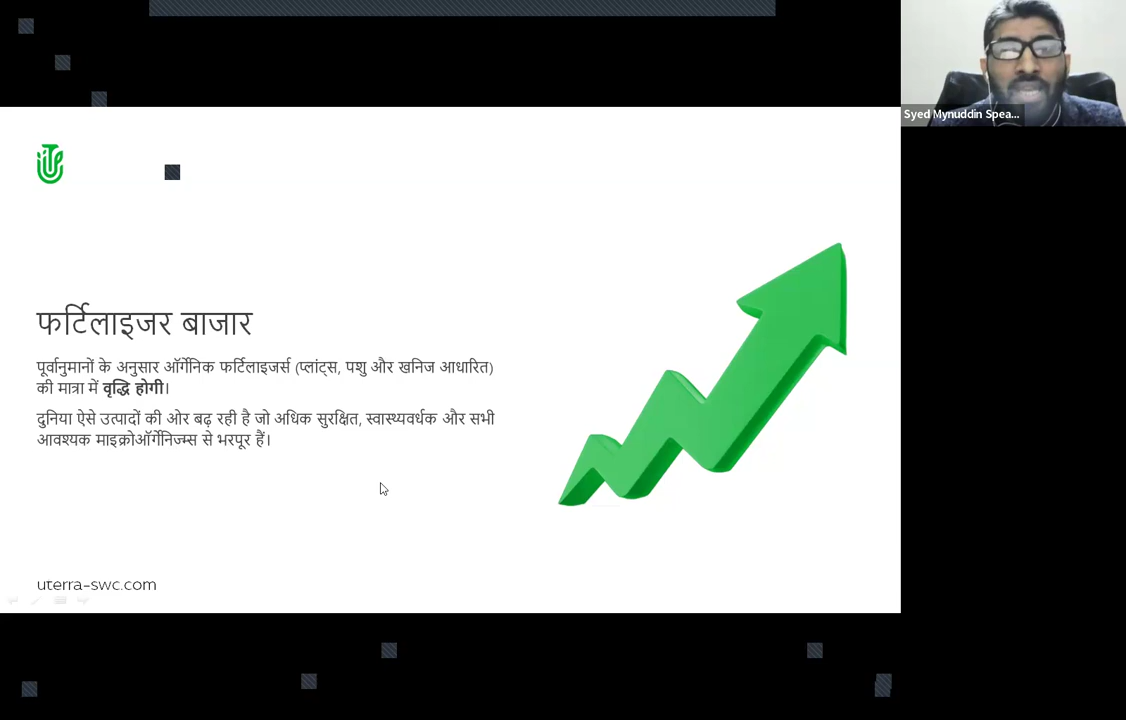 Syed Mynuddin Spea...
फर्टिलाइजर बाजार
पूर्वानुमानों के अनुसार ऑर्गेनिक फर्टिलाइजर्स (प्लांट्स, पशु और खनिज आधारित)
की मात्रा में वृद्धि होगी।
दुनिया ऐसे उत्पादों की ओर बढ़ रही है जो अधिक सुरक्षित, स्वास्थ्यवर्धक और सभी
आवश्यक माइक्रोऑर्गेनिज्म्स से भरपूर हैं।
uterra-swc.com